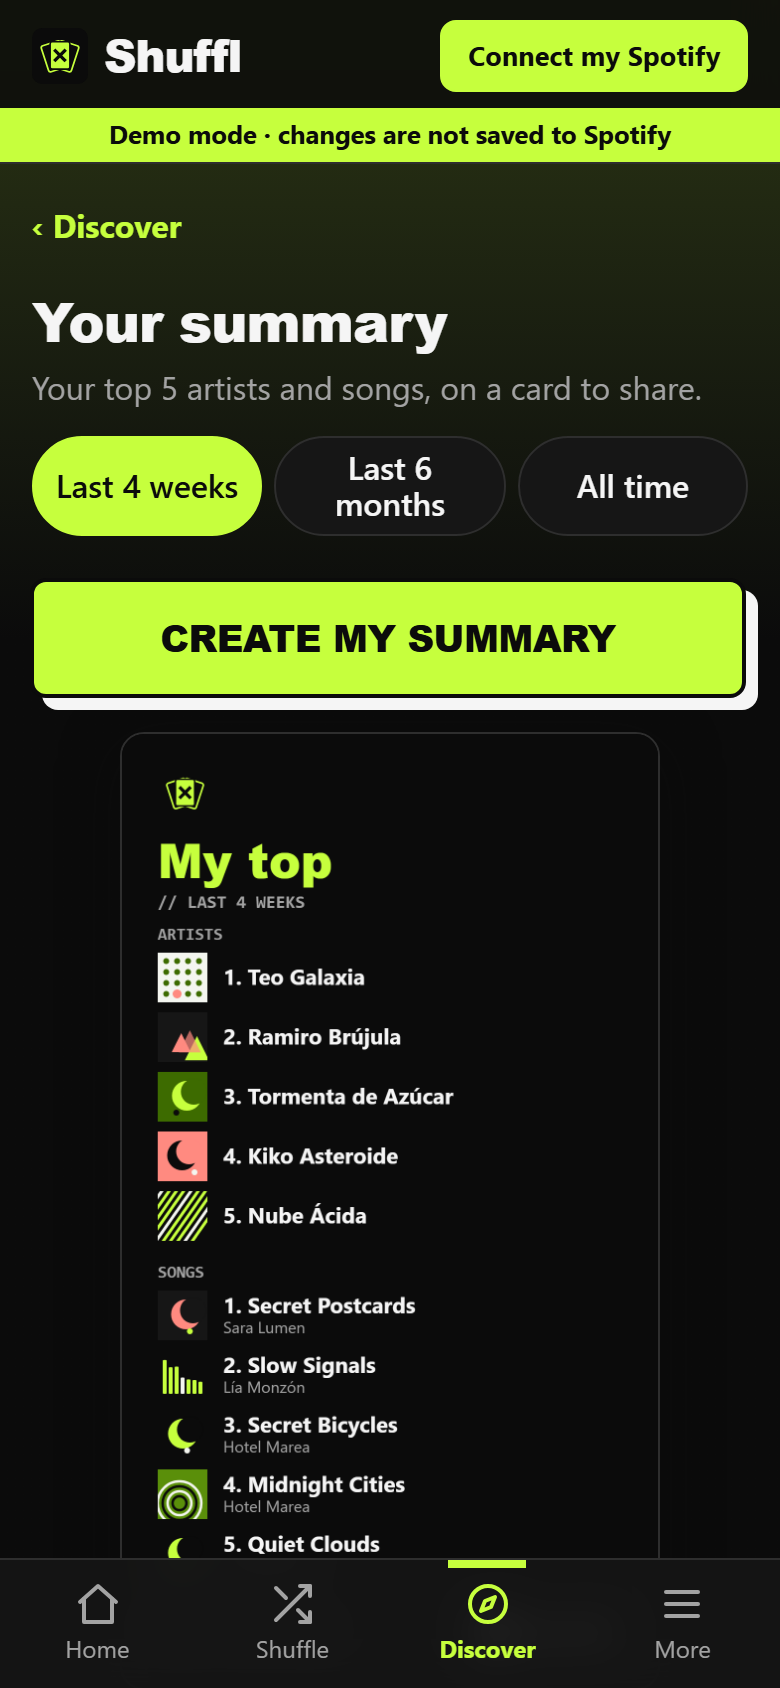 Shuffl
Connect my Spotify
Demo mode · changes are not saved to Spotify
‹ Discover
Your summary
Your top 5 artists and songs, on a card to share.
Last 4 weeks
Last 6
months
All time
CREATE MY SUMMARY
My top
// LAST 4 WEEKS
ARTISTS
1. Teo Galaxia
2. Ramiro Brújula
3. Tormenta de Azúcar
4. Kiko Asteroide
5. Nube Ácida
SONGS
1. Secret Postcards
Sara Lumen
2. Slow Signals
Lía Monzón
3. Secret Bicycles
Hotel Marea
4. Midnight Cities
Hotel Marea
5. Quiet Clouds
Home
Shuffle
Discover
More